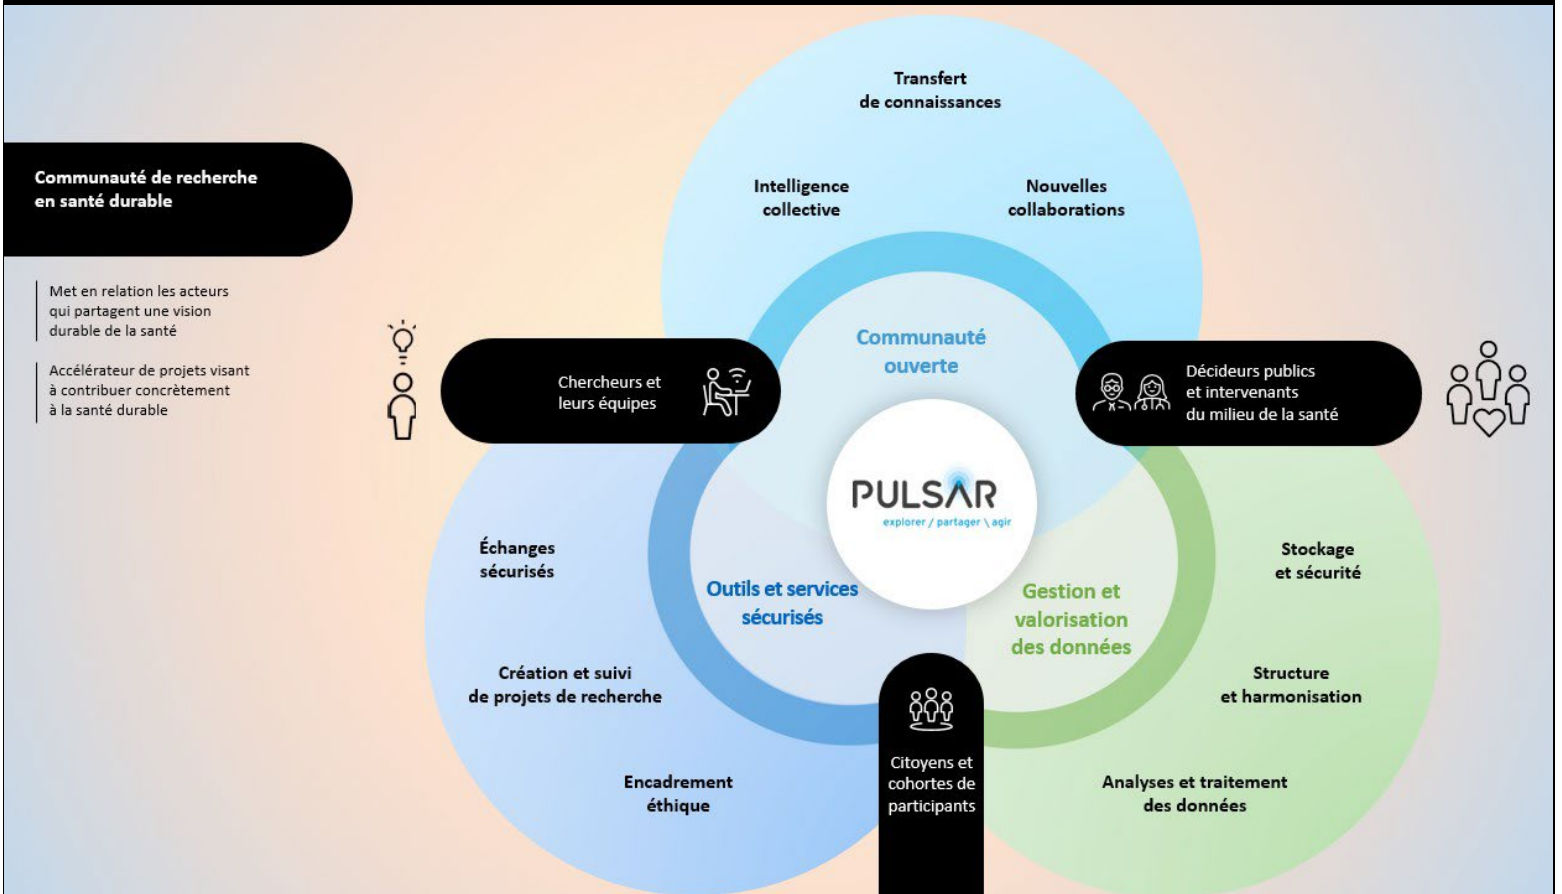 Communauté de recherche
en santé durable
Met en relation les acteurs
qui partagent une vision
durable de la santé
Accélérateur de projets visant
à contribuer concrètement
à la santé durable
Transfert
de connaissances
Intelligence
collective
Nouvelles
collaborations
Communauté
ouverte
Chercheurs et
leurs équipes
Décideurs publics
et intervenants
du milieu de la santé
PULSAR
explorer / partager \ agir
Échanges
sécurisés
Création et suivi
de projets de recherche
Encadrement
éthique
Outils et services
sécurisés
Gestion et
valorisation
des données
Stockage
et sécurité
Structure
et harmonisation
Analyses et traitement
des données
Citoyens et
cohortes de
participants